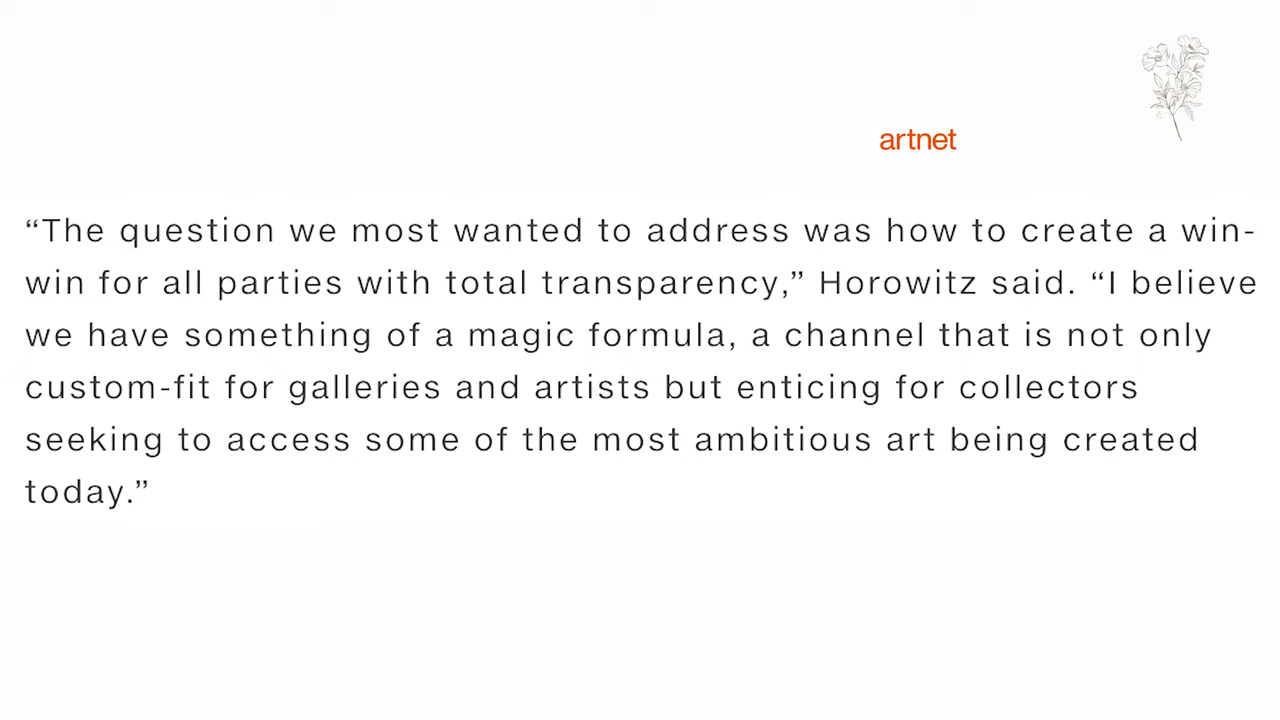 artnet
“The question we most wanted to address was how to create a win-
win for all parties with total transparency,” Horowitz said. “I believe
we have something of a magic formula, a channel that is not only
custom-fit for galleries and artists but enticing for collectors
seeking to access some of the most ambitious art being created
today.”